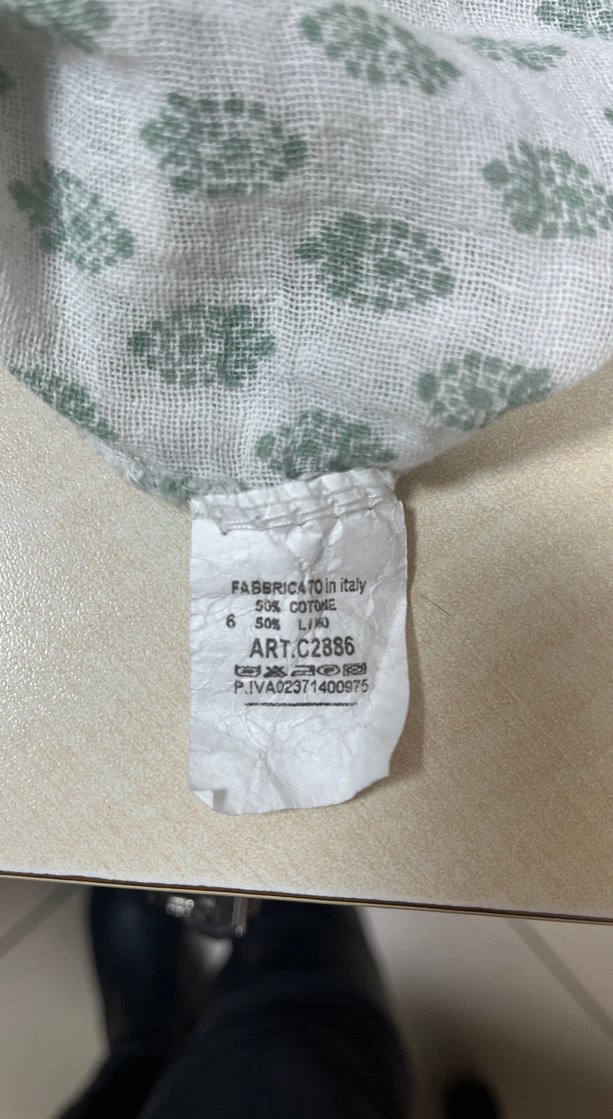 FABBRICATO in italy
50% COTONE
6 50% LINO
ART.C2886
P.IVA02371400975